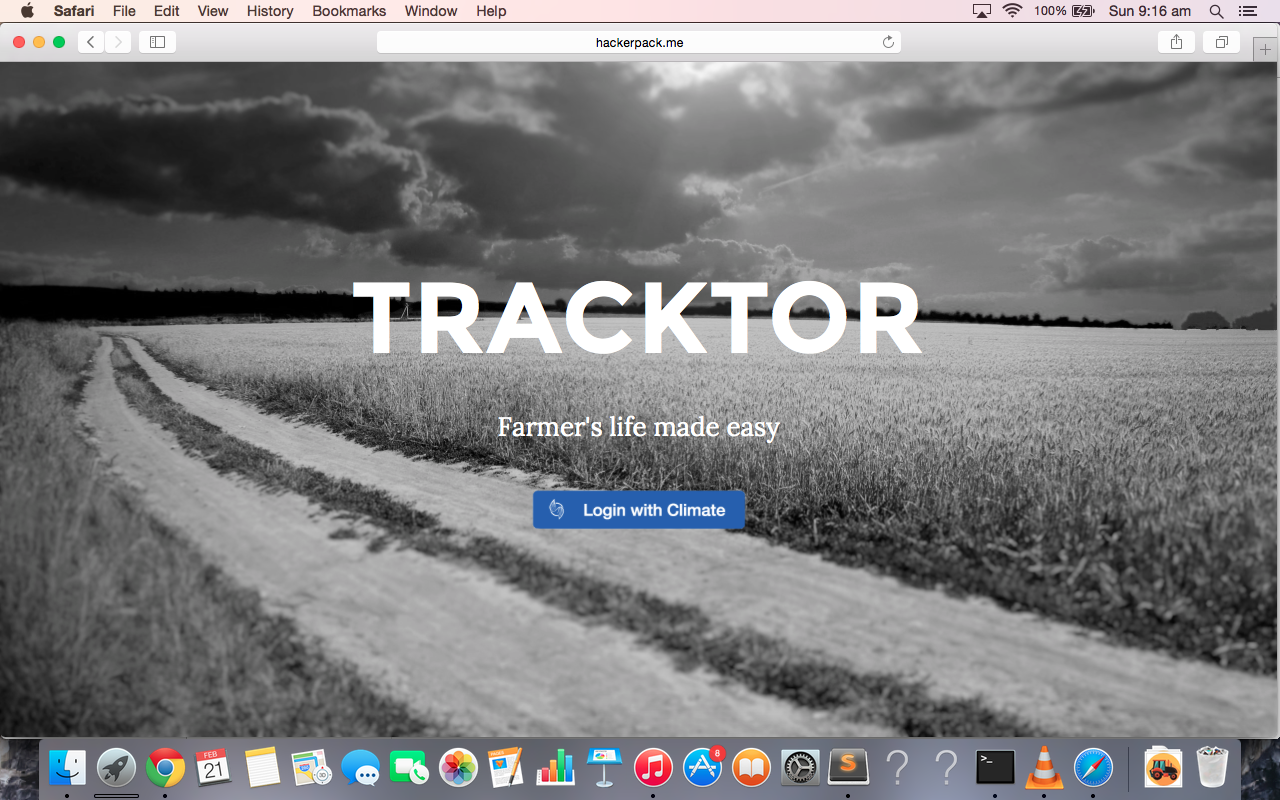 Safari File Edit View History Bookmarks Window Help 100% Sun 9:16 am
hackerpack.me
TRACKTOR
Farmer's life made easy
Login with Climate
FEB
21
PAGES
8
S
>_